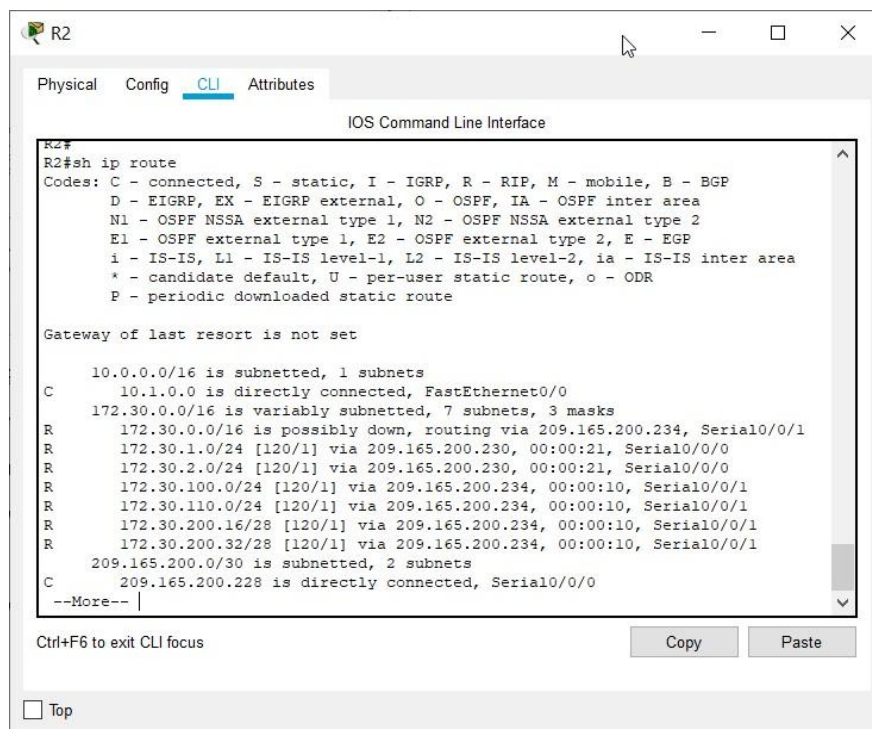 R2
Physical Config CLI Attributes
IOS Command Line Interface
R2#
R2#sh ip route
Codes: C - connected, S - static, I - IGRP, R - RIP, M - mobile, B - BGP
D - EIGRP, EX - EIGRP external, O - OSPF, IA - OSPF inter area
N1 - OSPF NSSA external type 1, N2 - OSPF NSSA external type 2
E1 - OSPF external type 1, E2 - OSPF external type 2, E - EGP
i - IS-IS, L1 - IS-IS level-1, L2 - IS-IS level-2, ia - IS-IS inter area
* - candidate default, U - per-user static route, o - ODR
P - periodic downloaded static route
Gateway of last resort is not set
10.0.0.0/16 is subnetted, 1 subnets
C 10.1.0.0 is directly connected, FastEthernet0/0
172.30.0.0/16 is variably subnetted, 7 subnets, 3 masks
R 172.30.0.0/16 is possibly down, routing via 209.165.200.234, Serial0/0/1
R 172.30.1.0/24 [120/1] via 209.165.200.230, 00:00:21, Serial0/0/0
R 172.30.2.0/24 [120/1] via 209.165.200.230, 00:00:21, Serial0/0/0
R 172.30.100.0/24 [120/1] via 209.165.200.234, 00:00:10, Serial0/0/1
R 172.30.110.0/24 [120/1] via 209.165.200.234, 00:00:10, Serial0/0/1
R 172.30.200.16/28 [120/1] via 209.165.200.234, 00:00:10, Serial0/0/1
R 172.30.200.32/28 [120/1] via 209.165.200.234, 00:00:10, Serial0/0/1
209.165.200.0/30 is subnetted, 2 subnets
C 209.165.200.228 is directly connected, Serial0/0/0
--More--
Ctrl+F6 to exit CLI focus
Copy Paste
Top